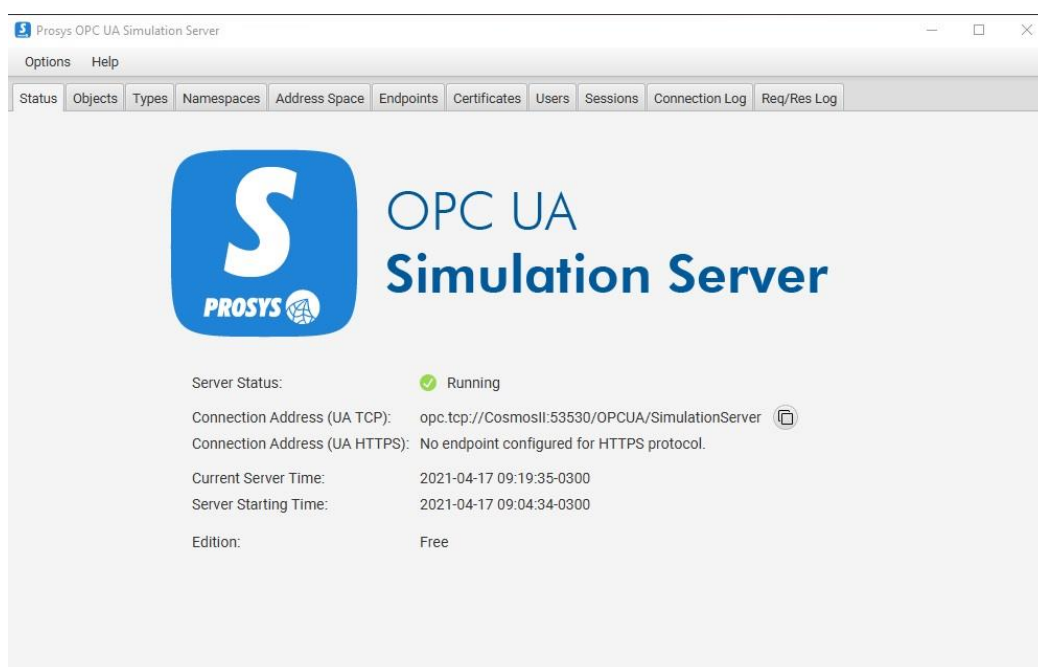 Prosys OPC UA Simulation Server
Options Help
Status Objects Types Namespaces Address Space Endpoints Certificates Users Sessions Connection Log Req/Res Log
S
PROSYS
OPC UA
Simulation Server
Server Status: Running
Connection Address (UA TCP): opc.tcp://CosmosII:53530/OPCUA/SimulationServer
Connection Address (UA HTTPS): No endpoint configured for HTTPS protocol.
Current Server Time: 2021-04-17 09:19:35-0300
Server Starting Time: 2021-04-17 09:04:34-0300
Edition: Free